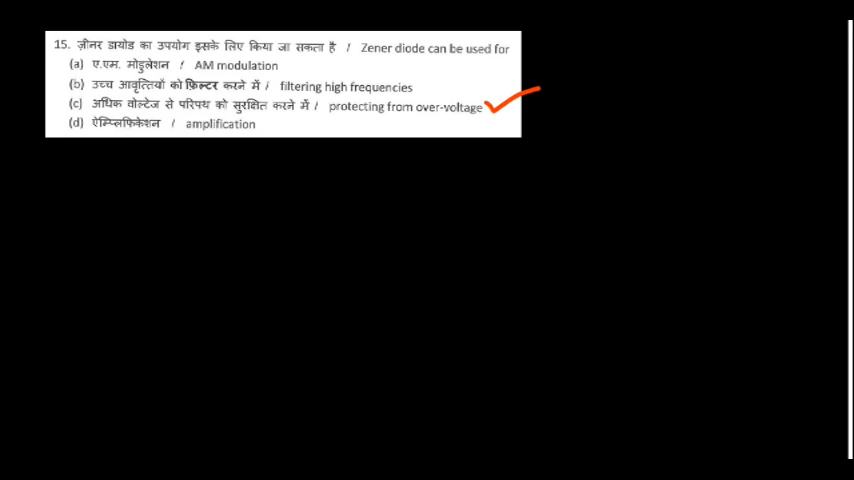 15. ज़ीनर डायोड का उपयोग इसके लिए किया जा सकता है / Zener diode can be used for
(a) ए.एम. मोडुलेशन / AM modulation
(b) उच्च आवृत्तियों को फ़िल्टर करने में / filtering high frequencies
(c) अधिक वोल्टेज से परिपथ को सुरक्षित करने में / protecting from over-voltage
(d) ऐम्प्लिफिकेशन / amplification